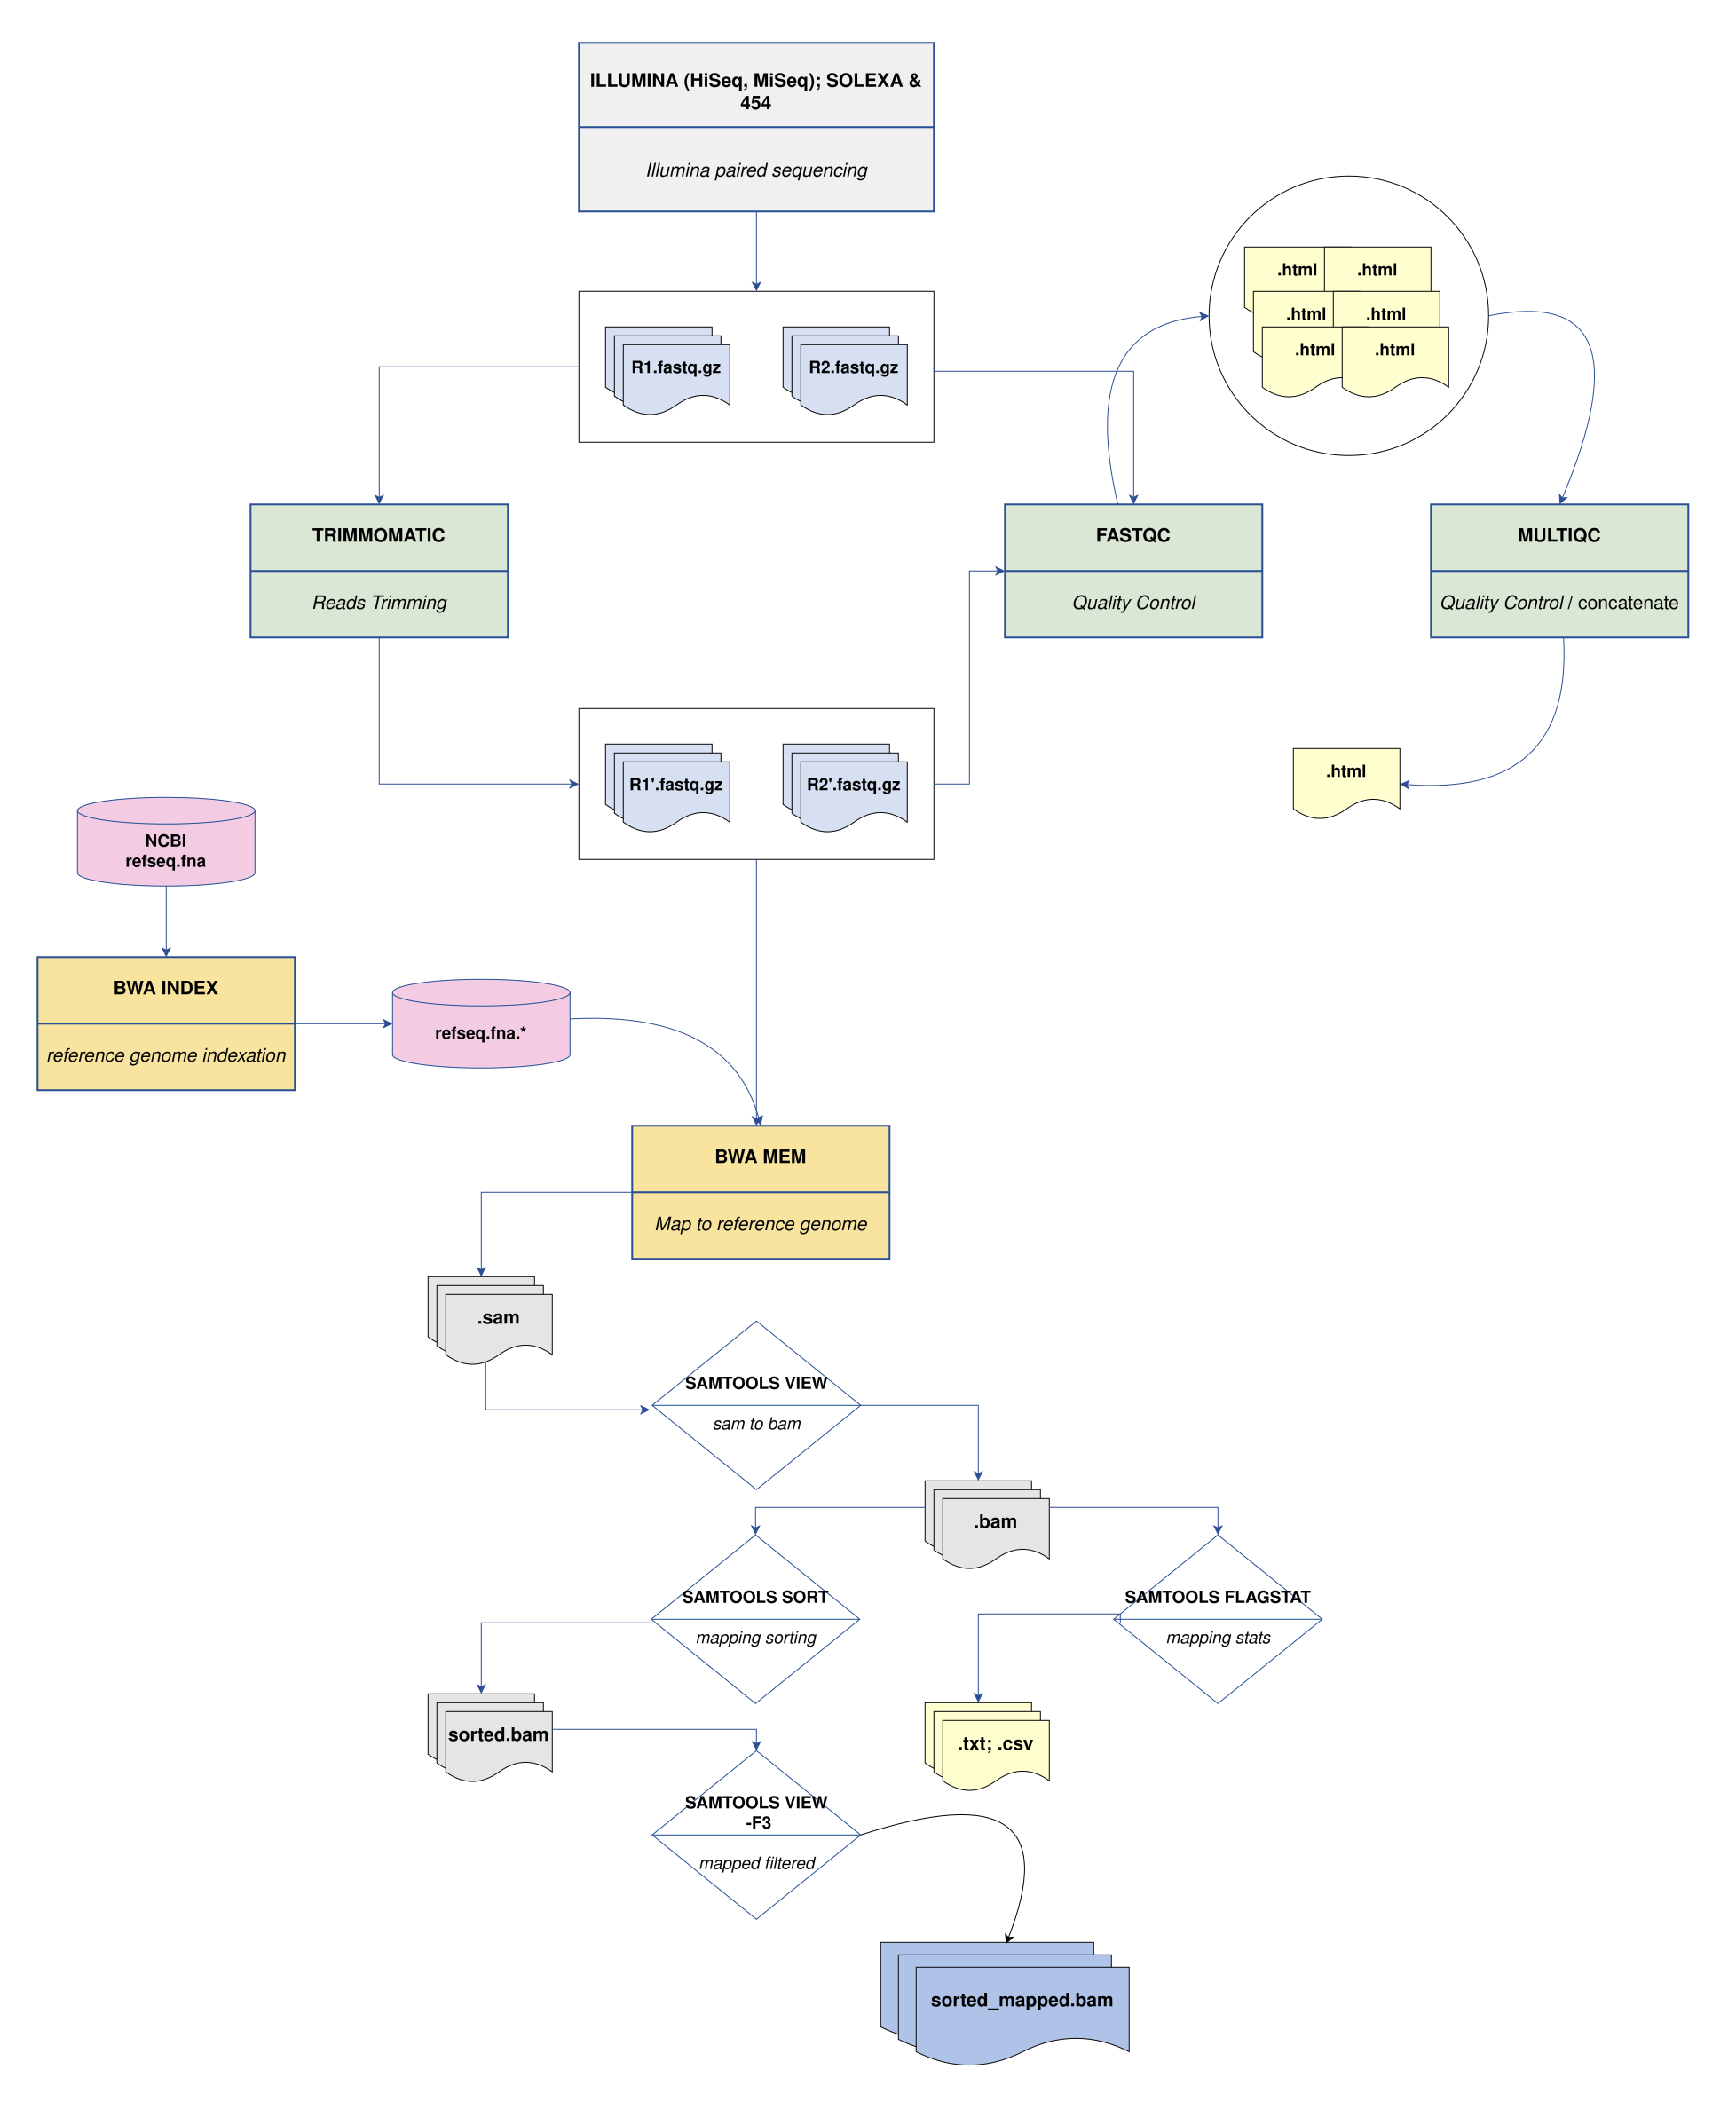 ILLUMINA (HiSeq, MiSeq); SOLEXA &
454
Illumina paired sequencing
.html
.html
.html
.html
.html
.html
R1.fastq.gz
R2.fastq.gz
TRIMMOMATIC
Reads Trimming
FASTQC
Quality Control
MULTIQC
Quality Control / concatenate
R1'.fastq.gz
R2'.fastq.gz
.html
NCBI
refseq.fna
BWA INDEX
reference genome indexation
refseq.fna.*
BWA MEM
Map to reference genome
.sam
SAMTOOLS VIEW
sam to bam
.bam
SAMTOOLS SORT
mapping sorting
SAMTOOLS FLAGSTAT
mapping stats
sorted.bam
.txt; .csv
SAMTOOLS VIEW
-F3
mapped filtered
sorted_mapped.bam